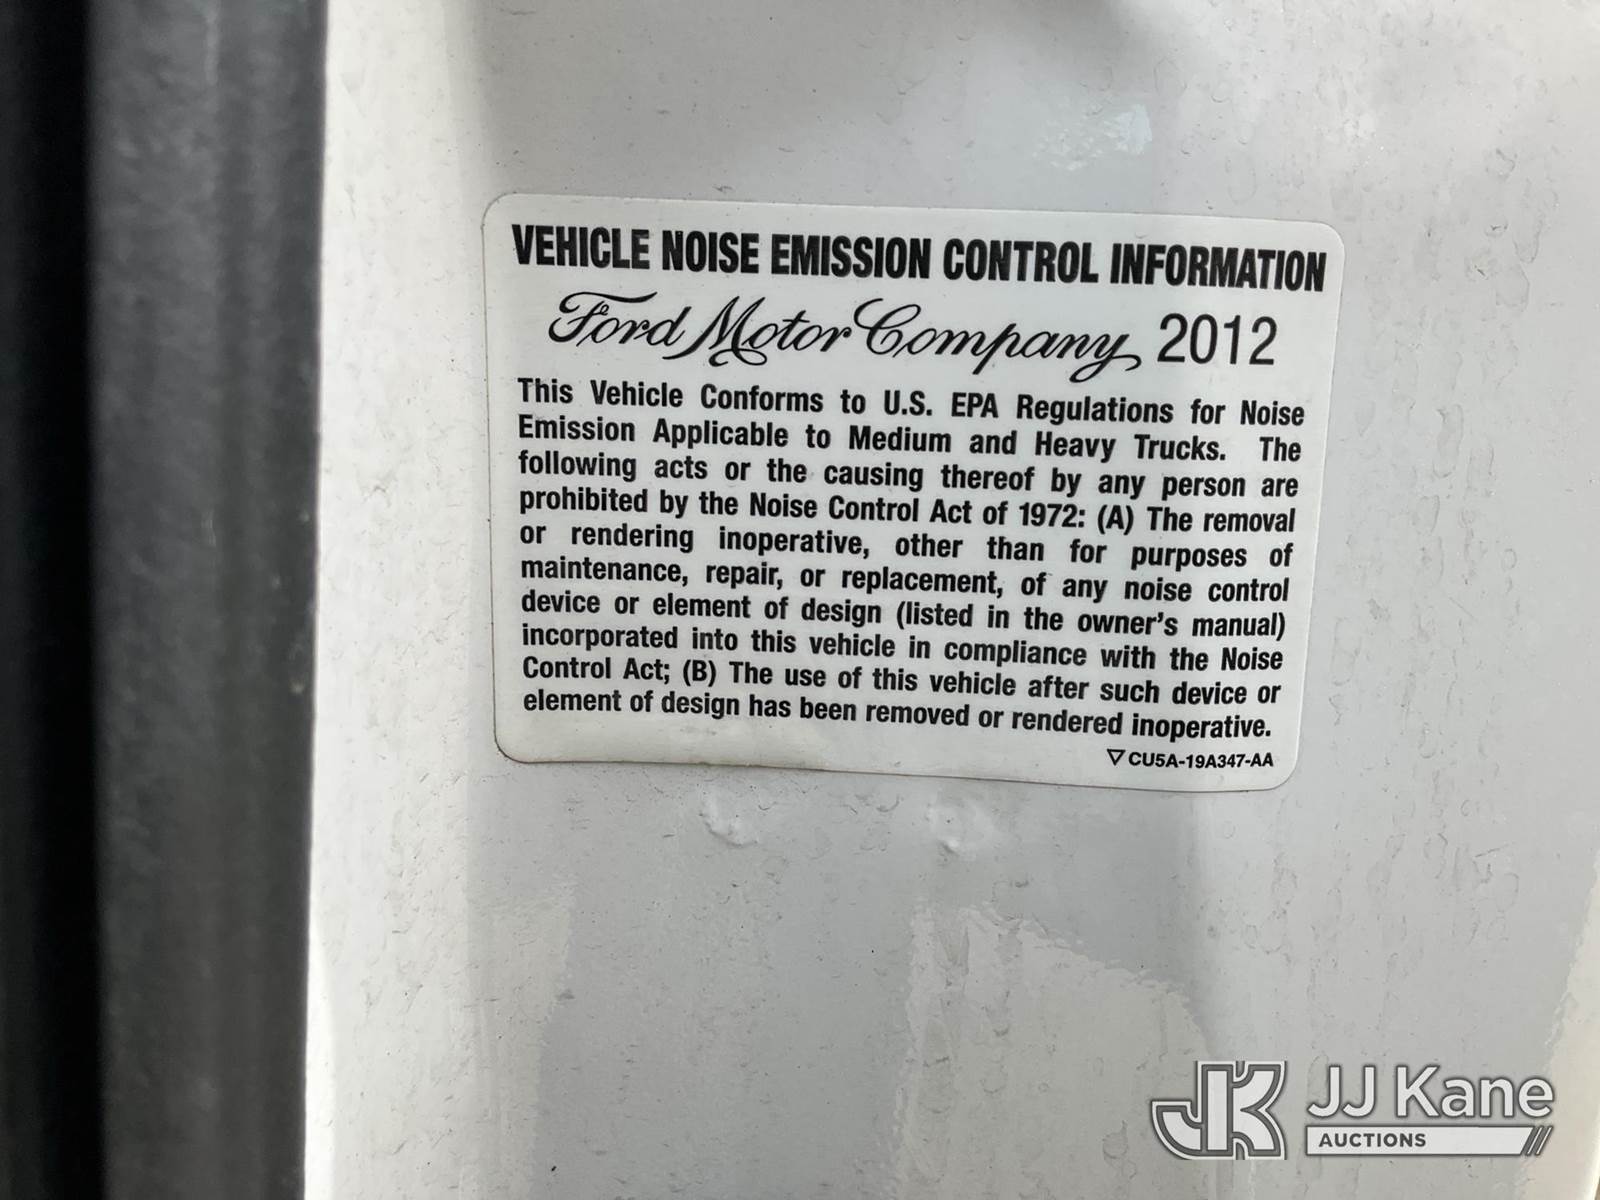 VEHICLE NOISE EMISSION CONTROL INFORMATION
Ford Motor Company 2012
This Vehicle Conforms to U.S. EPA Regulations for Noise
Emission Applicable to Medium and Heavy Trucks. The
following acts or the causing thereof by any person are
prohibited by the Noise Control Act of 1972: (A) The removal
or rendering inoperative, other than for purposes of
maintenance, repair, or replacement, of any noise control
device or element of design (listed in the owner's manual)
incorporated into this vehicle in compliance with the Noise
Control Act; (B) The use of this vehicle after such device or
element of design has been removed or rendered inoperative.
▽ CU5A-19A347-AA
JK JJ Kane
AUCTIONS